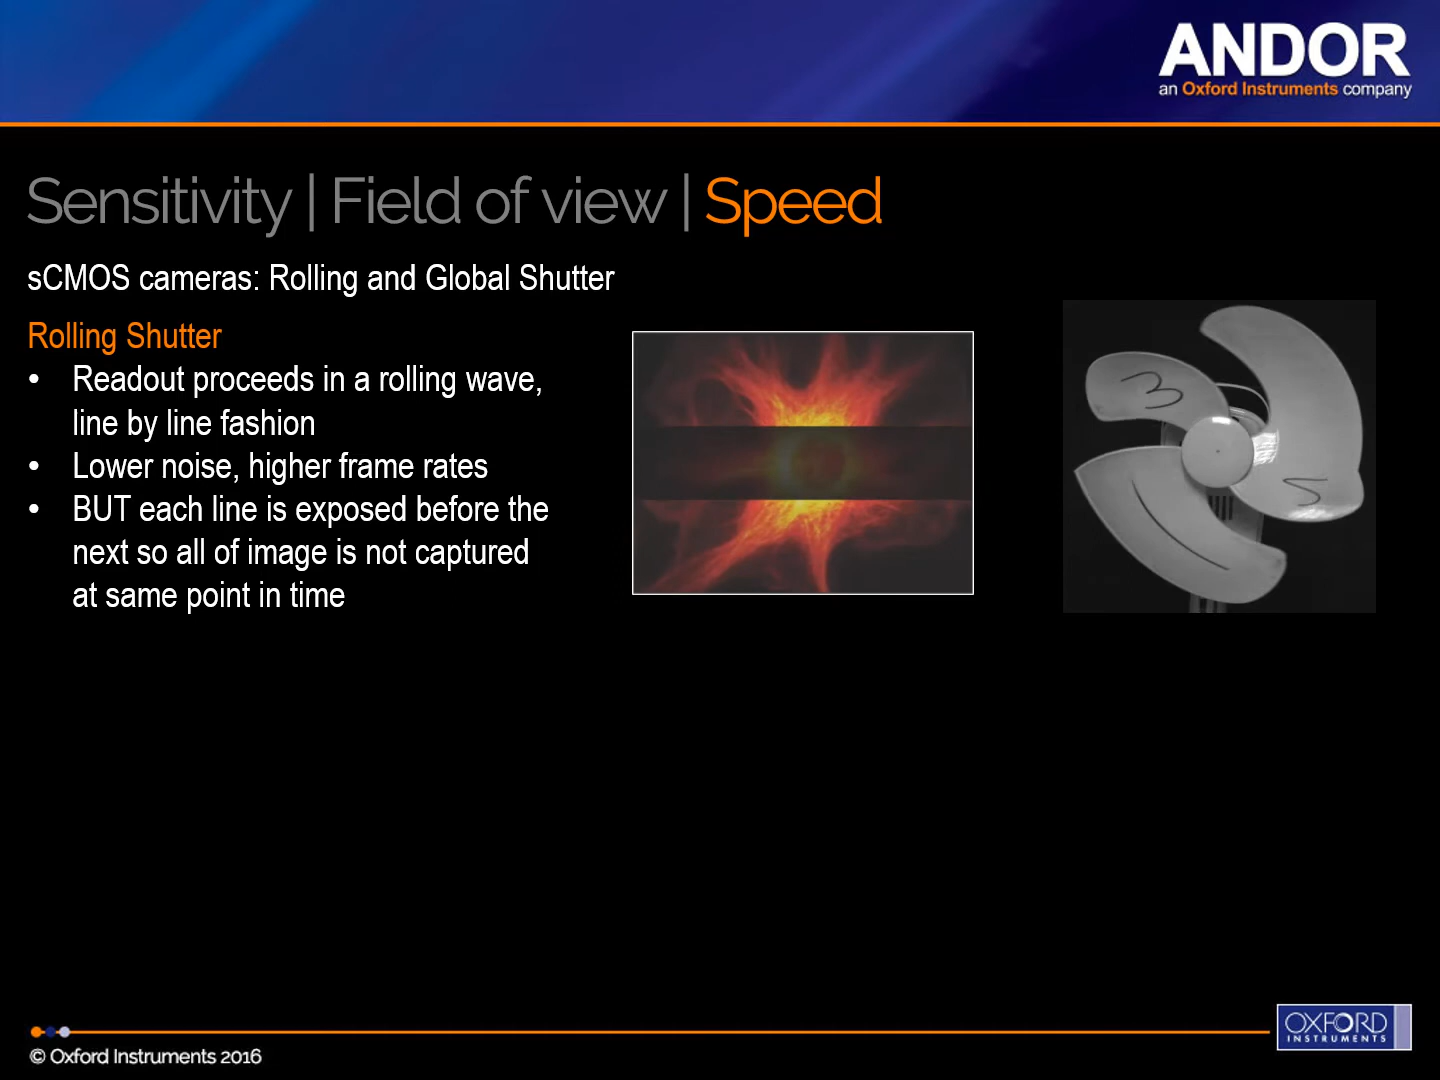 ANDOR
an Oxford Instruments company
Sensitivity | Field of view | Speed
sCMOS cameras: Rolling and Global Shutter
Rolling Shutter
• Readout proceeds in a rolling wave,
line by line fashion
• Lower noise, higher frame rates
• BUT each line is exposed before the
next so all of image is not captured
at same point in time
3
OXFORD
INSTRUMENTS
© Oxford Instruments 2016